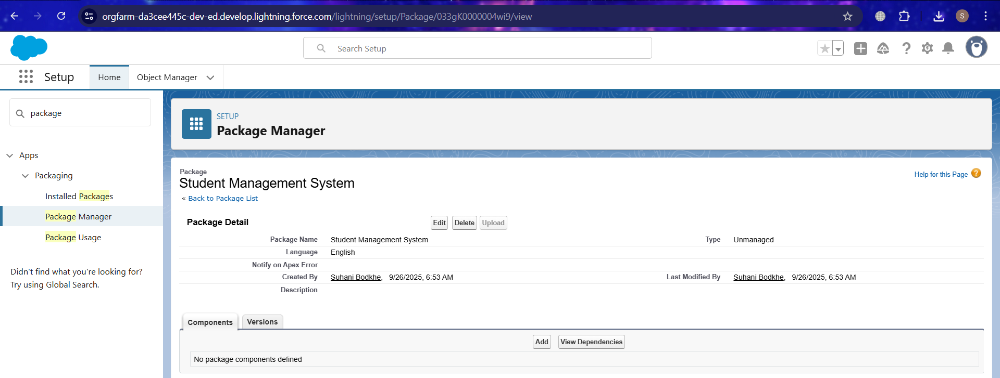 orgfarm-da3cee445c-dev-ed.develop.lightning.force.com/lightning/setup/Package/033gK0000004wi9/view
S
Search Setup
Setup
Home
Object Manager
package
Apps
Packaging
Installed Packages
Package Manager
Package Usage
Didn't find what you're looking for?
Try using Global Search.
SETUP
Package Manager
Package
Student Management System
« Back to Package List
Help for this Page ?
Package Detail
Edit Delete Upload
Package Name Student Management System Type Unmanaged
Language English
Notify on Apex Error
Created By Suhani Bodkhe, 9/26/2025, 6:53 AM Last Modified By Suhani Bodkhe, 9/26/2025, 6:53 AM
Description
Components Versions
Add View Dependencies
No package components defined